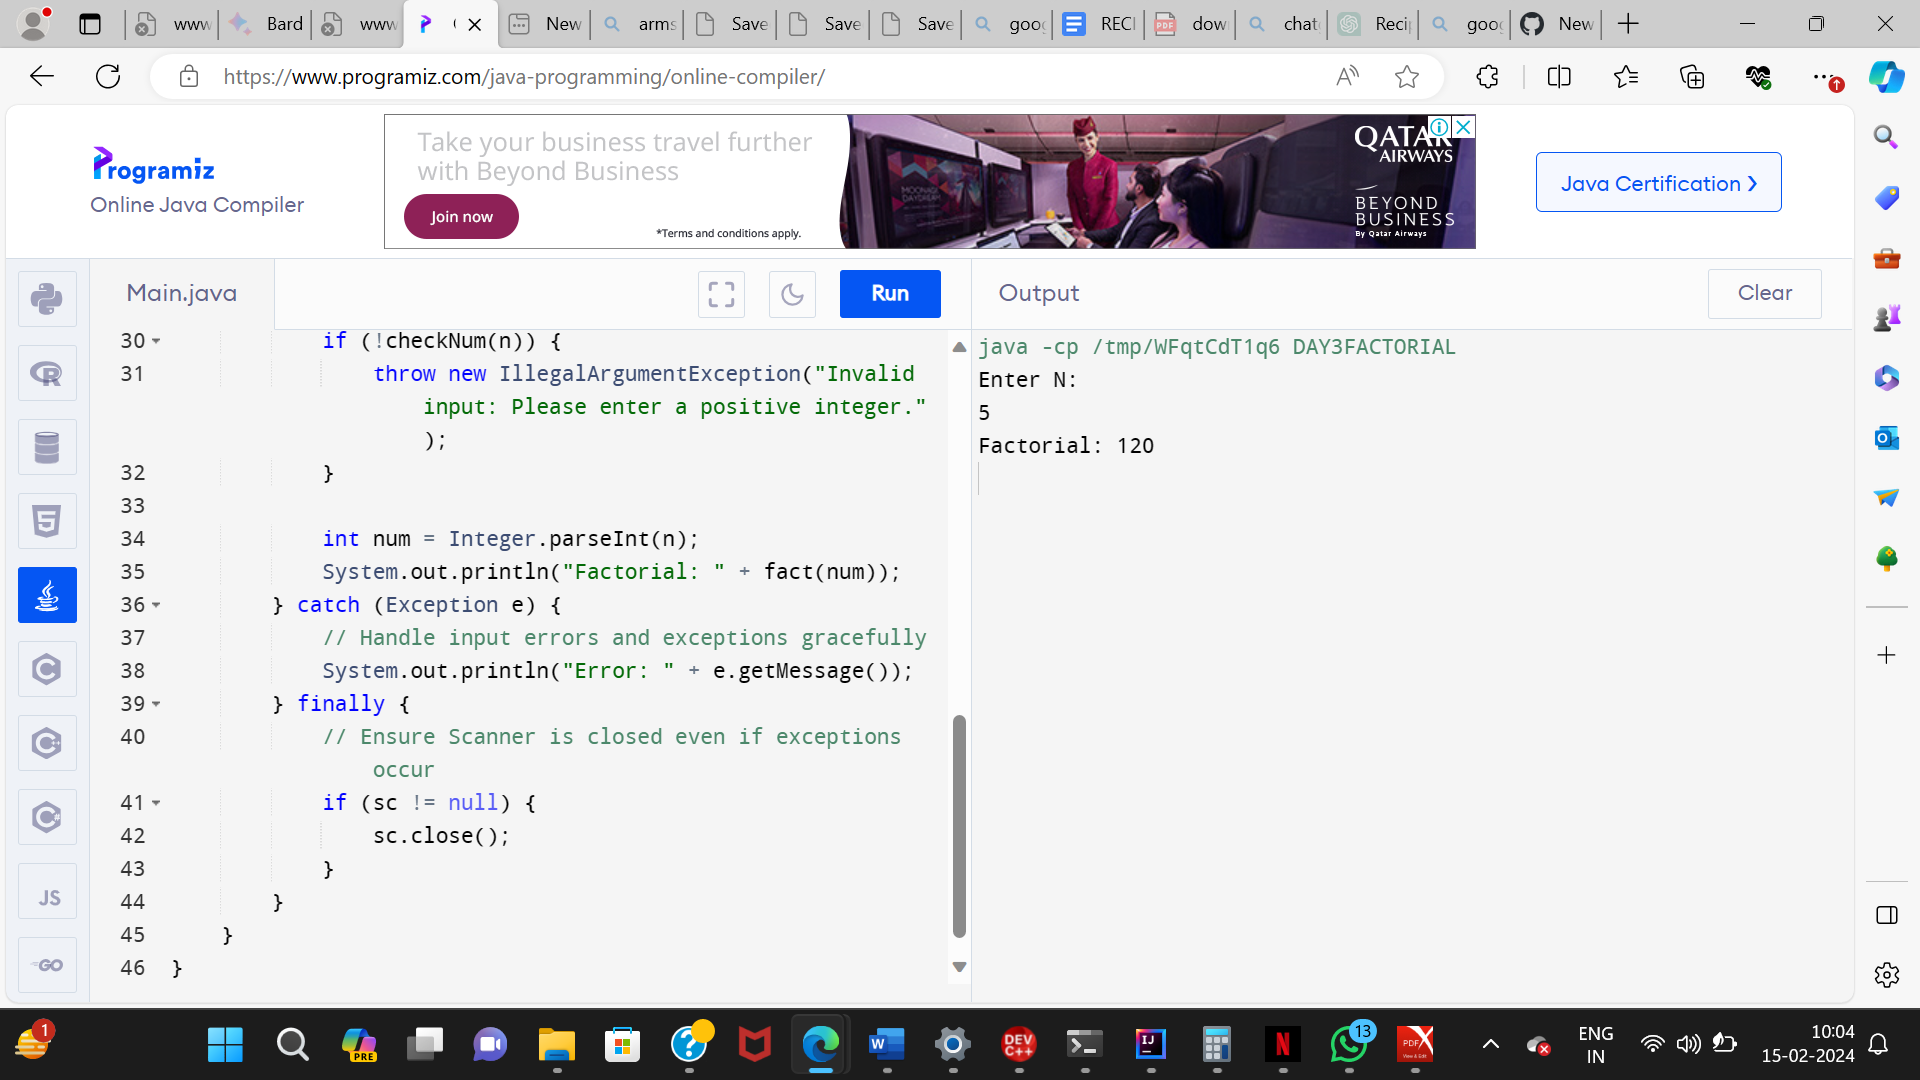 www
Bard
www
New
arms
Save
Save
Save
goog
RECI
dow
chat
Recip
goog
New
https://www.programiz.com/java-programming/online-compiler/
Programiz
Online Java Compiler
Take your business travel further
with Beyond Business
Join now
*Terms and conditions apply.
QATAR
AIRWAYS
BEYOND
BUSINESS
By Qatar Airways
Java Certification ›
Main.java
Run
Output
Clear
30 if (!checkNum(n)) {
31 throw new IllegalArgumentException("Invalid
input: Please enter a positive integer."
);
32 }
33
34 int num = Integer.parseInt(n);
35 System.out.println("Factorial: " + fact(num));
36 } catch (Exception e) {
37 // Handle input errors and exceptions gracefully
38 System.out.println("Error: " + e.getMessage());
39 } finally {
40 // Ensure Scanner is closed even if exceptions
occur
41 if (sc != null) {
42 sc.close();
43 }
44 }
45 }
46 }
java -cp /tmp/WFqtCdT1q6 DAY3FACTORIAL
Enter N:
5
Factorial: 120
JS
GO
1
PRE
DEV
C++
IJ
13
PDF
ENG
IN
10:04
15-02-2024